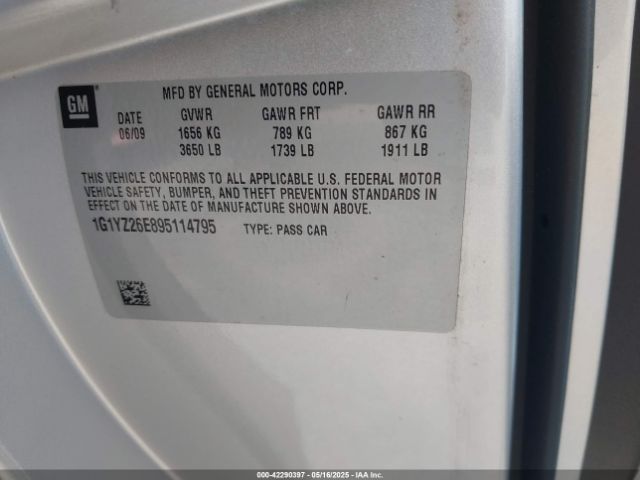 GM
MFD BY GENERAL MOTORS CORP.
DATE GVWR GAWR FRT GAWR RR
06/09 1656 KG 789 KG 867 KG
3650 LB 1739 LB 1911 LB
THIS VEHICLE CONFORMS TO ALL APPLICABLE U.S. FEDERAL MOTOR
VEHICLE SAFETY, BUMPER, AND THEFT PREVENTION STANDARDS IN
EFFECT ON THE DATE OF MANUFACTURE SHOWN ABOVE.
1G1YZ26E895114795 TYPE: PASS CAR
000-42290397 - 05/16/2025 - IAA Inc.